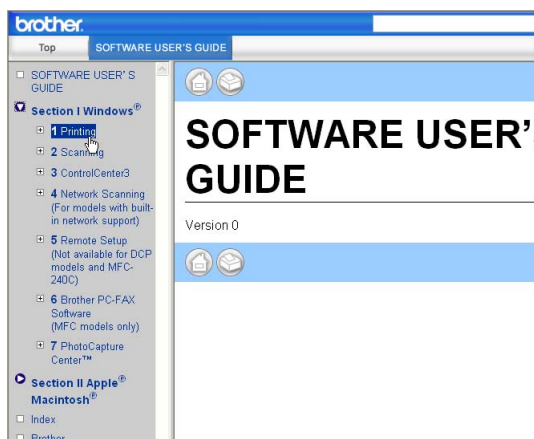 brother.
Top
SOFTWARE USER'S GUIDE
SOFTWARE USER' S
GUIDE
Section I Windows®
1 Printing
2 Scanning
3 ControlCenter3
4 Network Scanning
(For models with built-
in network support)
5 Remote Setup
(Not available for DCP
models and MFC-
240C)
6 Brother PC-FAX
Software
(MFC models only)
7 PhotoCapture
Center™
Section II Apple®
Macintosh®
Index
Brother
SOFTWARE USER'
GUIDE
Version 0